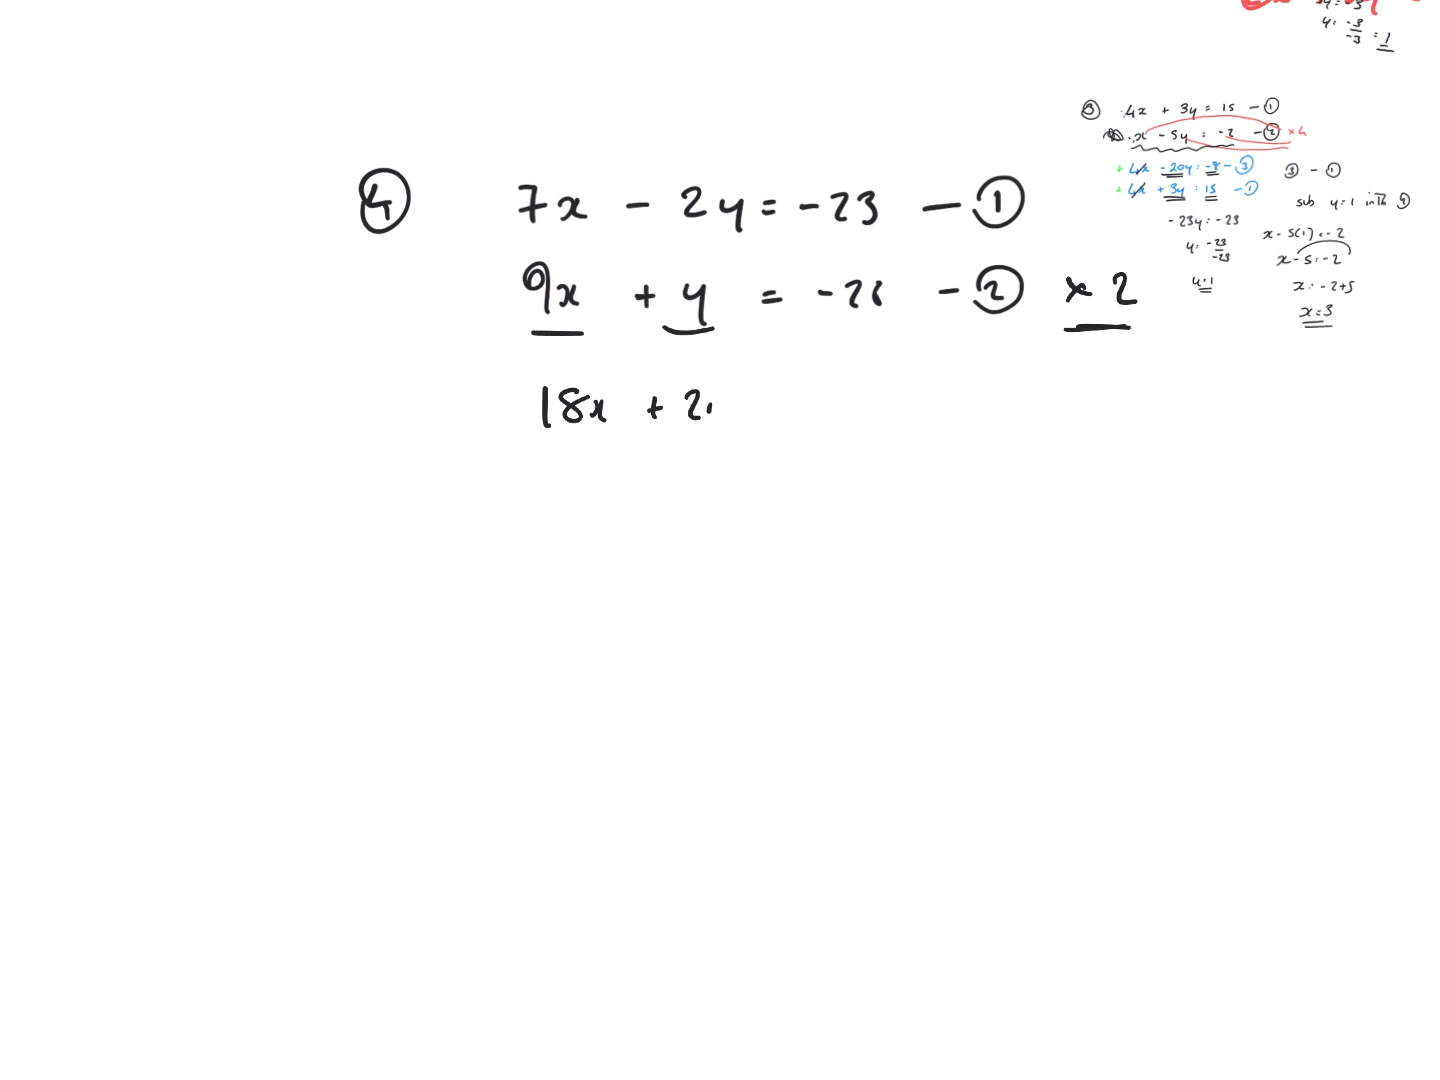 ④ 7x - 2y = -23 - ①
9x + y = -26 - ② × 2
18x + 2
y = -3/-3 = 1
③ 4x + 3y = 15 - ①
x - 5y = -2 - ② ×4
+ 4x - 20y = -8 - ③
+ 4x + 3y = 15 - ①
-23y = -23
y = -23/-23
y = 1
③ - ①
sub y = 1 into ②
x - 5(1) = -2
x - 5 = -2
x = -2+5
x = 3